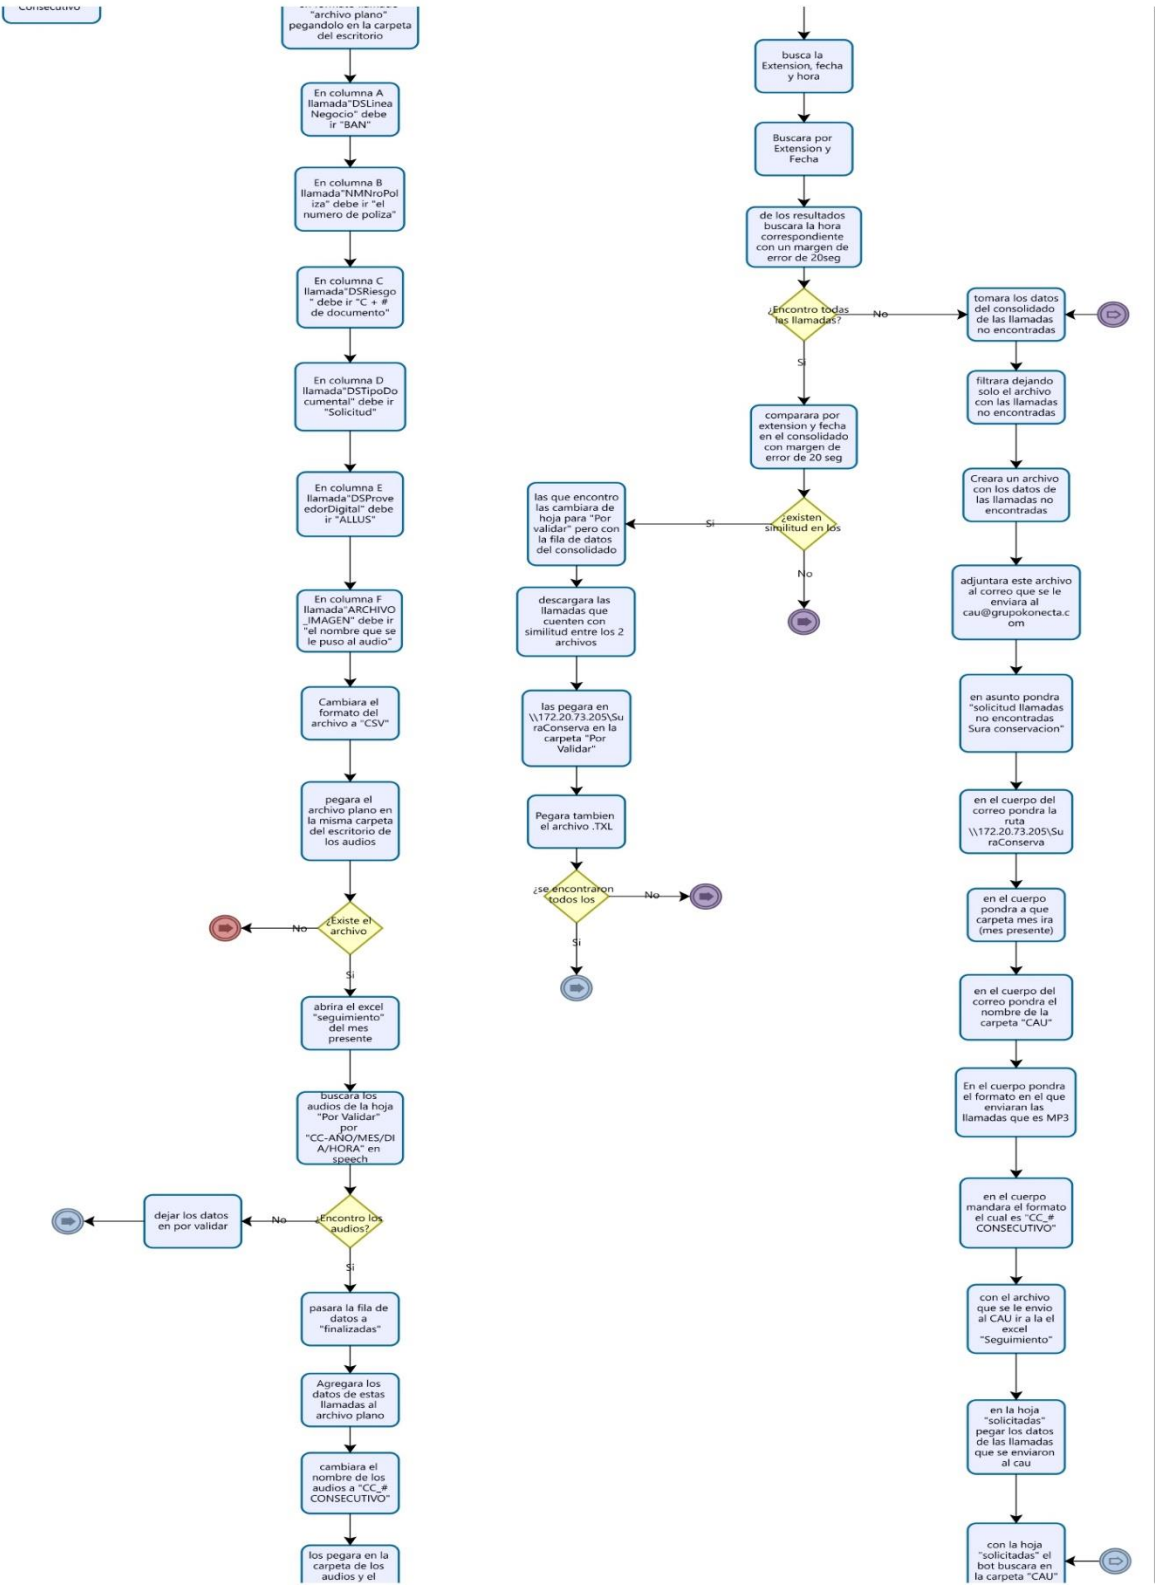 Consecutivo
en formato llamado
"archivo plano"
pegandolo en la carpeta
del escritorio
En columna A
llamada"DSLinea
Negocio" debe
ir "BAN"
En columna B
llamada"NMNroPol
iza" debe ir "el
numero de poliza"
En columna C
llamada"DSRiesgo
" debe ir "C + #
de documento"
En columna D
llamada"DSTipoDo
cumental" debe ir
"Solicitud"
En columna E
llamada"DSProve
edorDigital" debe
ir "ALLUS"
En columna F
llamada"ARCHIVO
_IMAGEN" debe ir
"el nombre que se
le puso al audio"
Cambiara el
formato del
archivo a "CSV"
pegara el
archivo plano en
la misma carpeta
del escritorio de
los audios
¿Existe el
archivo
No
Si
abrira el excel
"seguimiento"
del mes
presente
buscara los
audios de la hoja
"Por Validar"
por
"CC-AÑO/MES/DI
A/HORA" en
speech
¿Encontro los
audios?
No
dejar los datos
en por validar
Si
pasara la fila de
datos a
"finalizadas"
Agregara los
datos de estas
llamadas al
archivo plano
cambiara el
nombre de los
audios a "CC_#
CONSECUTIVO"
los pegara en la
carpeta de los
audios y el
busca la
Extension, fecha
y hora
Buscara por
Extension y
Fecha
de los resultados
buscara la hora
correspondiente
con un margen de
error de 20seg
¿Encontro todas
las llamadas?
No
Si
comparara por
extension y fecha
en el consolidado
con margen de
error de 20 seg
¿existen
similitud en los
Si
No
las que encontro
las cambiara de
hoja para "Por
validar" pero con
la fila de datos
del consolidado
descargara las
llamadas que
cuenten con
similitud entre los 2
archivos
las pegara en
\\172.20.73.205\Su
raConserva en la
carpeta "Por
Validar"
Pegara tambien
el archivo .TXL
¿se encontraron
todos los
No
Si
tomara los datos
del consolidado
de las llamadas
no encontradas
filtrara dejando
solo el archivo
con las llamadas
no encontradas
Creara un archivo
con los datos de
las llamadas no
encontradas
adjuntara este archivo
al correo que se le
enviara al
cau@grupokonecta.c
om
en asunto pondra
"solicitud llamadas
no encontradas
Sura conservacion"
en el cuerpo del
correo pondra la
ruta
\\172.20.73.205\Su
raConserva
en el cuerpo
pondra a que
carpeta mes ira
(mes presente)
en el cuerpo del
correo pondra el
nombre de la
carpeta "CAU"
En el cuerpo pondra
el formato en el que
enviaran las
llamadas que es MP3
en el cuerpo
mandara el formato
el cual es "CC_#
CONSECUTIVO"
con el archivo
que se le envio
al CAU ir a la el
excel
"Seguimiento"
en la hoja
"solicitadas"
pegar los datos
de las llamadas
que se enviaron
al cau
con la hoja
"solicitadas" el
bot buscara en
la carpeta "CAU"